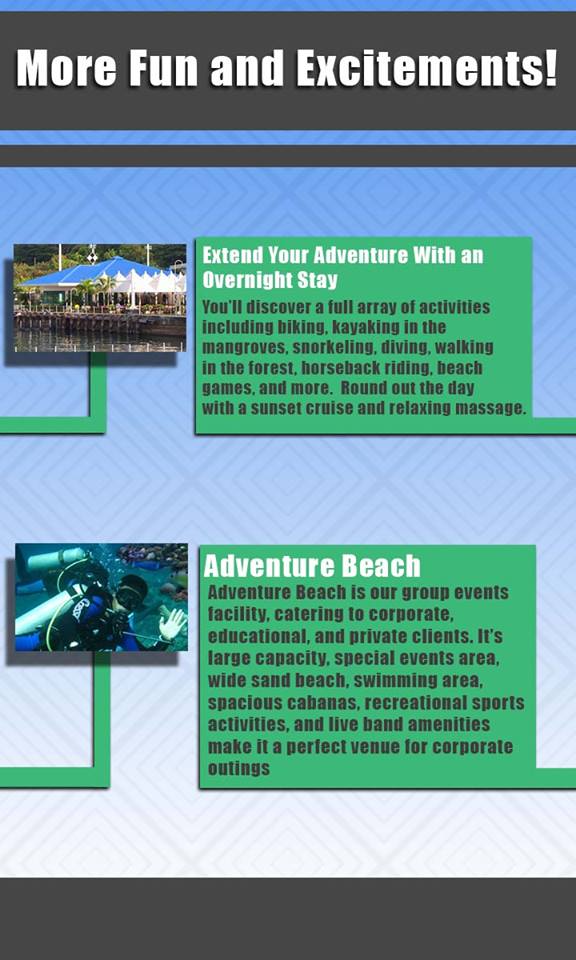 More Fun and Excitements!
Extend Your Adventure With an
Overnight Stay
You'll discover a full array of activities
including biking, kayaking in the
mangroves, snorkeling, diving, walking
in the forest, horseback riding, beach
games, and more.  Round out the day
with a sunset cruise and relaxing massage.
Adventure Beach
Adventure Beach is our group events
facility, catering to corporate,
educational, and private clients. It's
large capacity, special events area,
wide sand beach, swimming area,
spacious cabanas, recreational sports
activities, and live band amenities
make it a perfect venue for corporate
outings